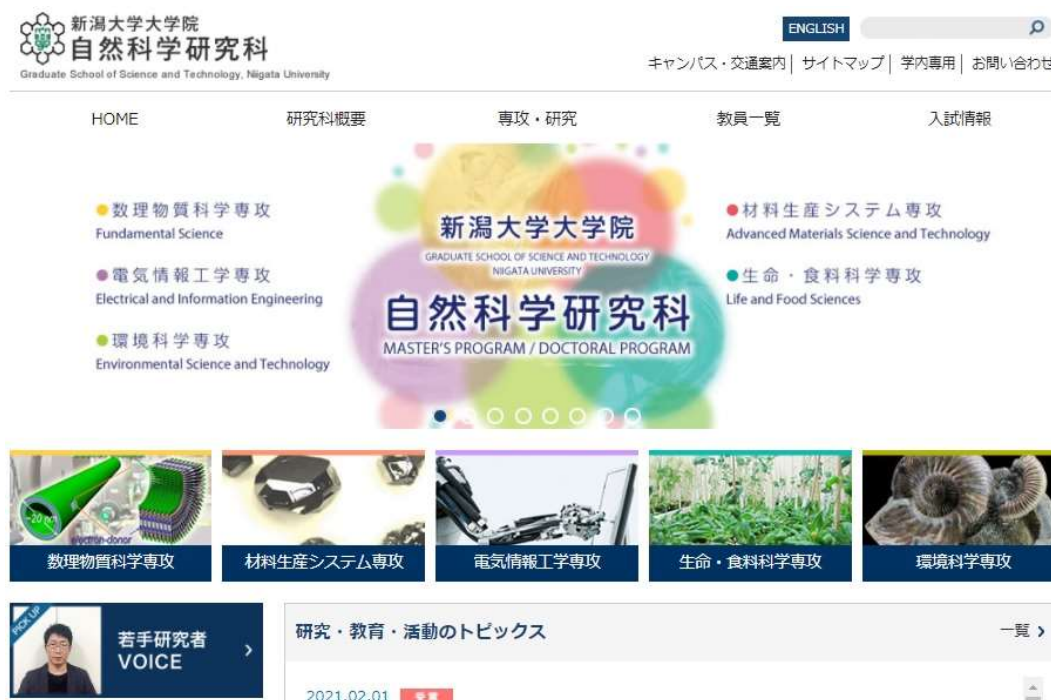 新潟大学大学院
自然科学研究科
Graduate School of Science and Technology, Niigata University
ENGLISH
キャンパス・交通案内│ サイトマップ│ 学内専用│ お問い合わせ
HOME 研究科概要 専攻・研究 教員一覧 入試情報
●数理物質科学専攻
Fundamental Science
●電気情報工学専攻
Electrical and Information Engineering
●環境科学専攻
Environmental Science and Technology
新潟大学大学院
GRADUATE SCHOOL OF SCIENCE AND TECHNOLOGY
NIIGATA UNIVERSITY
自然科学研究科
MASTER'S PROGRAM / DOCTORAL PROGRAM
●材料生産システム専攻
Advanced Materials Science and Technology
●生命・食料科学専攻
Life and Food Sciences
~20 nm
electron-donor
数理物質科学専攻
材料生産システム専攻
電気情報工学専攻
生命・食料科学専攻
環境科学専攻
PICK UP
若手研究者
VOICE
研究・教育・活動のトピックス
一覧
2021.02.01 受賞